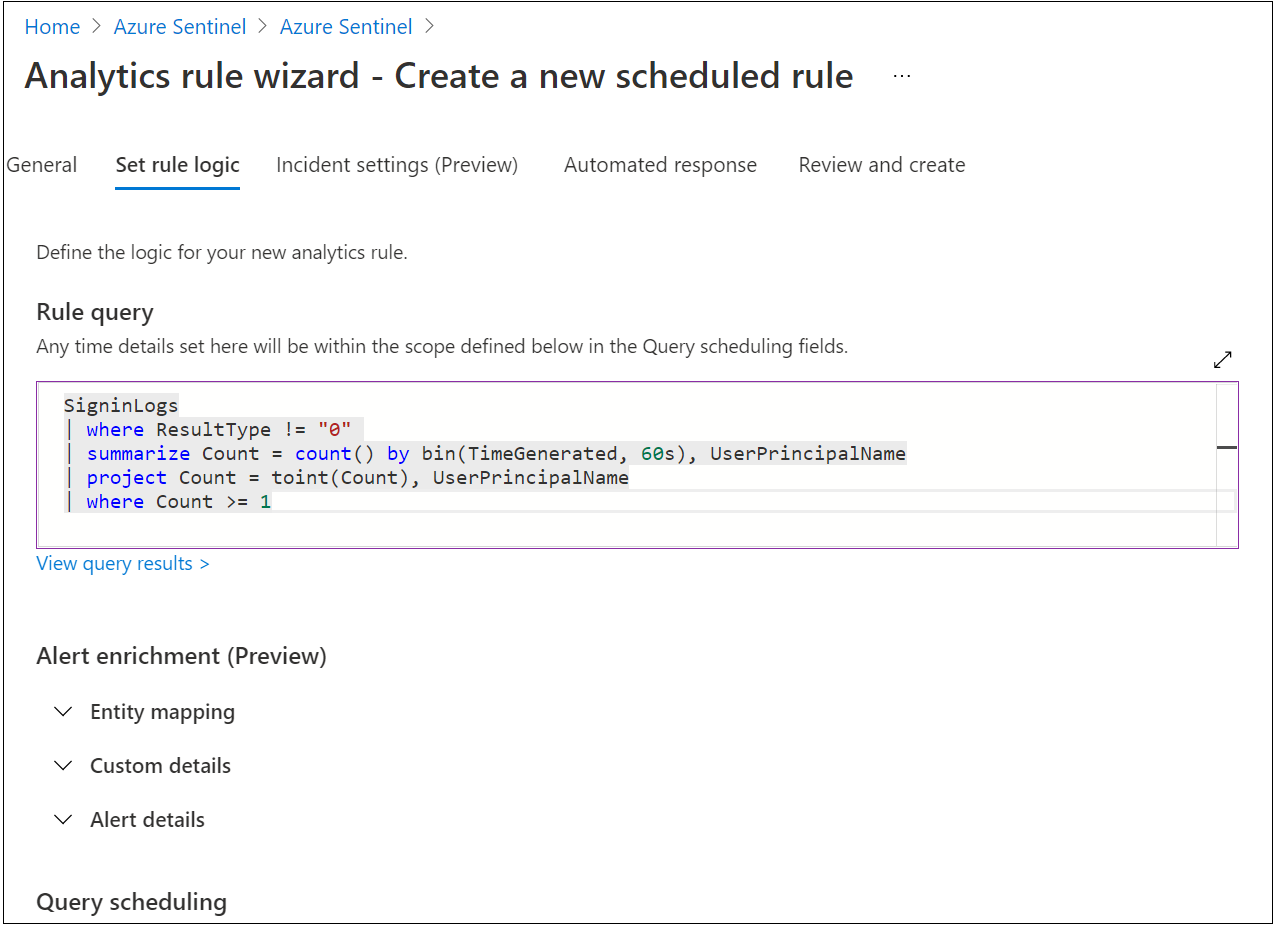 Home > Azure Sentinel > Azure Sentinel >
Analytics rule wizard - Create a new scheduled rule ...
General Set rule logic Incident settings (Preview) Automated response Review and create
Define the logic for your new analytics rule.
Rule query
Any time details set here will be within the scope defined below in the Query scheduling fields.
SigninLogs
| where ResultType != "0"
| summarize Count = count() by bin(TimeGenerated, 60s), UserPrincipalName
| project Count = toint(Count), UserPrincipalName
| where Count >= 1
View query results >
Alert enrichment (Preview)
Entity mapping
Custom details
Alert details
Query scheduling